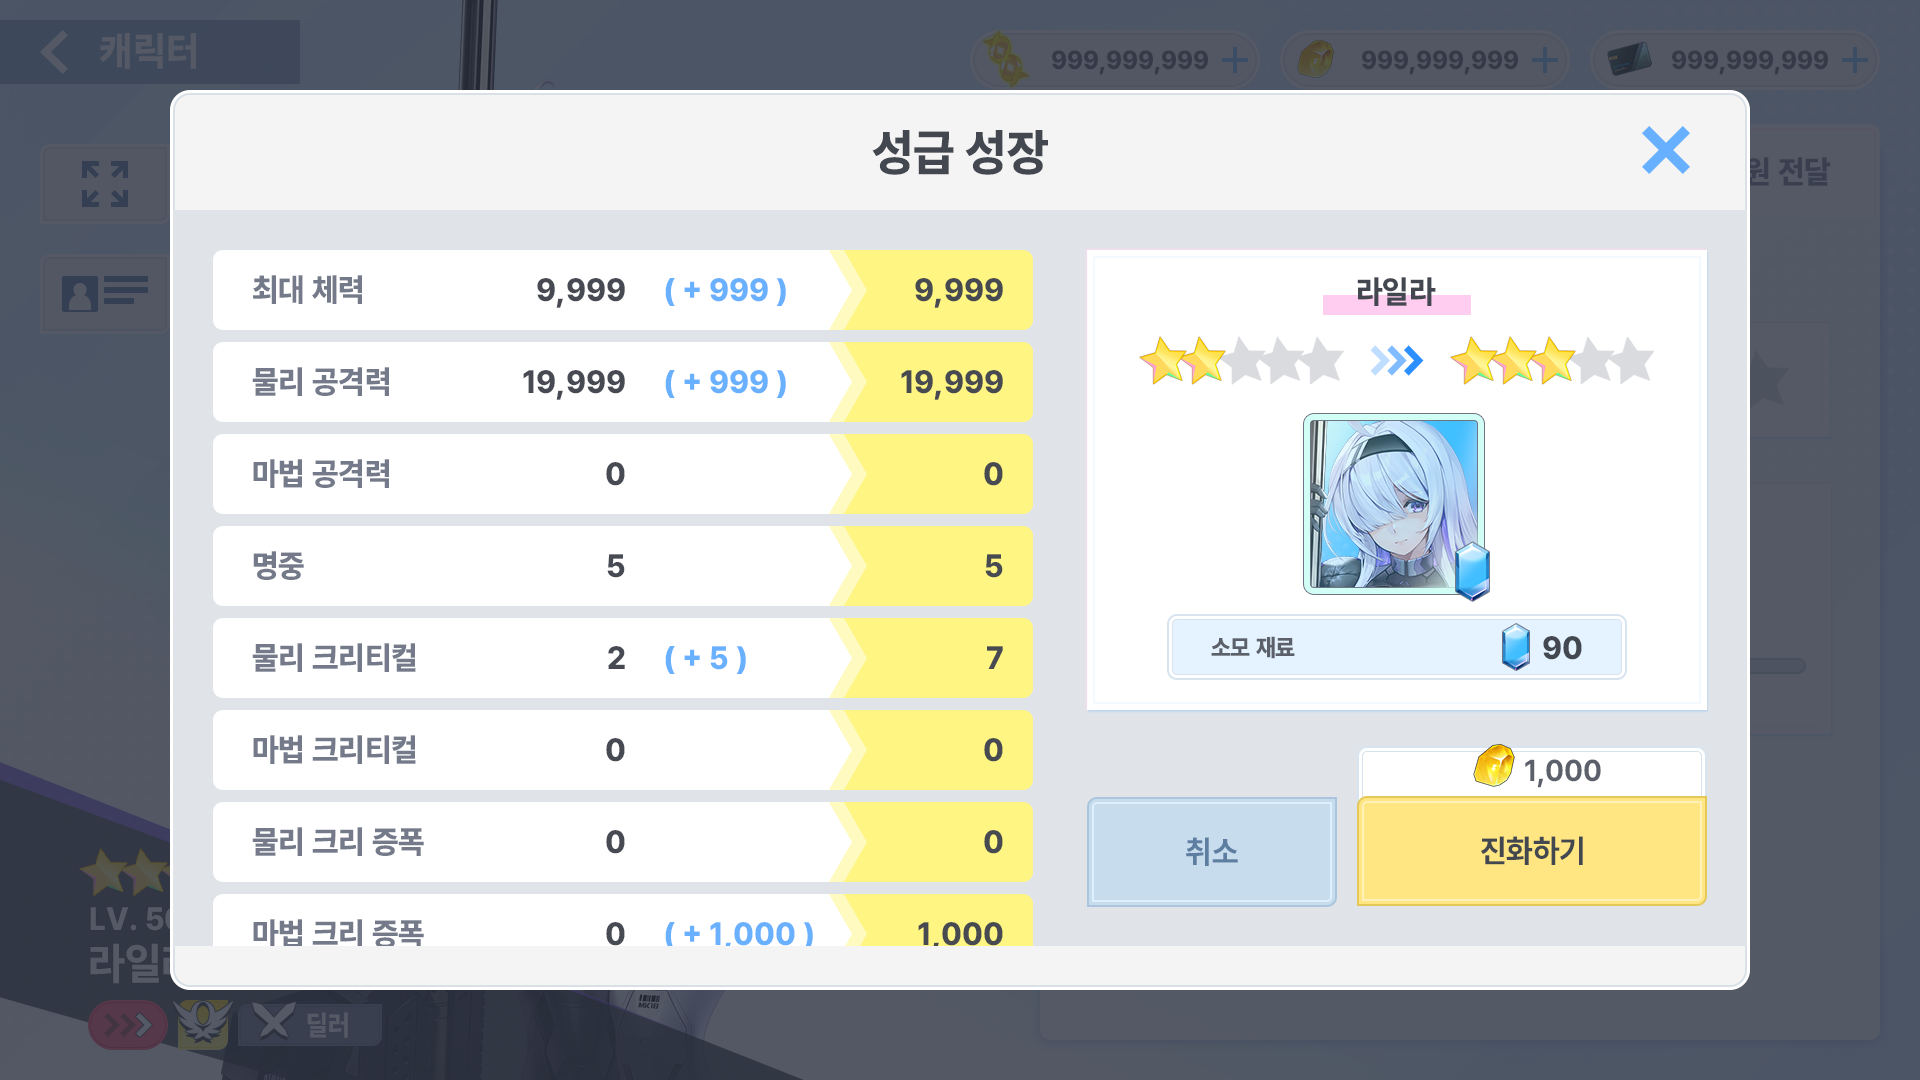 캐릭터
999,999,999
999,999,999
999,999,999
성급 성장
원 전달
최대 체력 9,999 ( + 999 ) 9,999
물리 공격력 19,999 ( + 999 ) 19,999
마법 공격력 0 0
명중 5 5
물리 크리티컬 2 ( + 5 ) 7
마법 크리티컬 0 0
물리 크리 증폭 0 0
마법 크리 증폭 0 ( + 1,000 ) 1,000
라일라
소모 재료 90
1,000
취소
진화하기
LV. 50
라일라
딜러